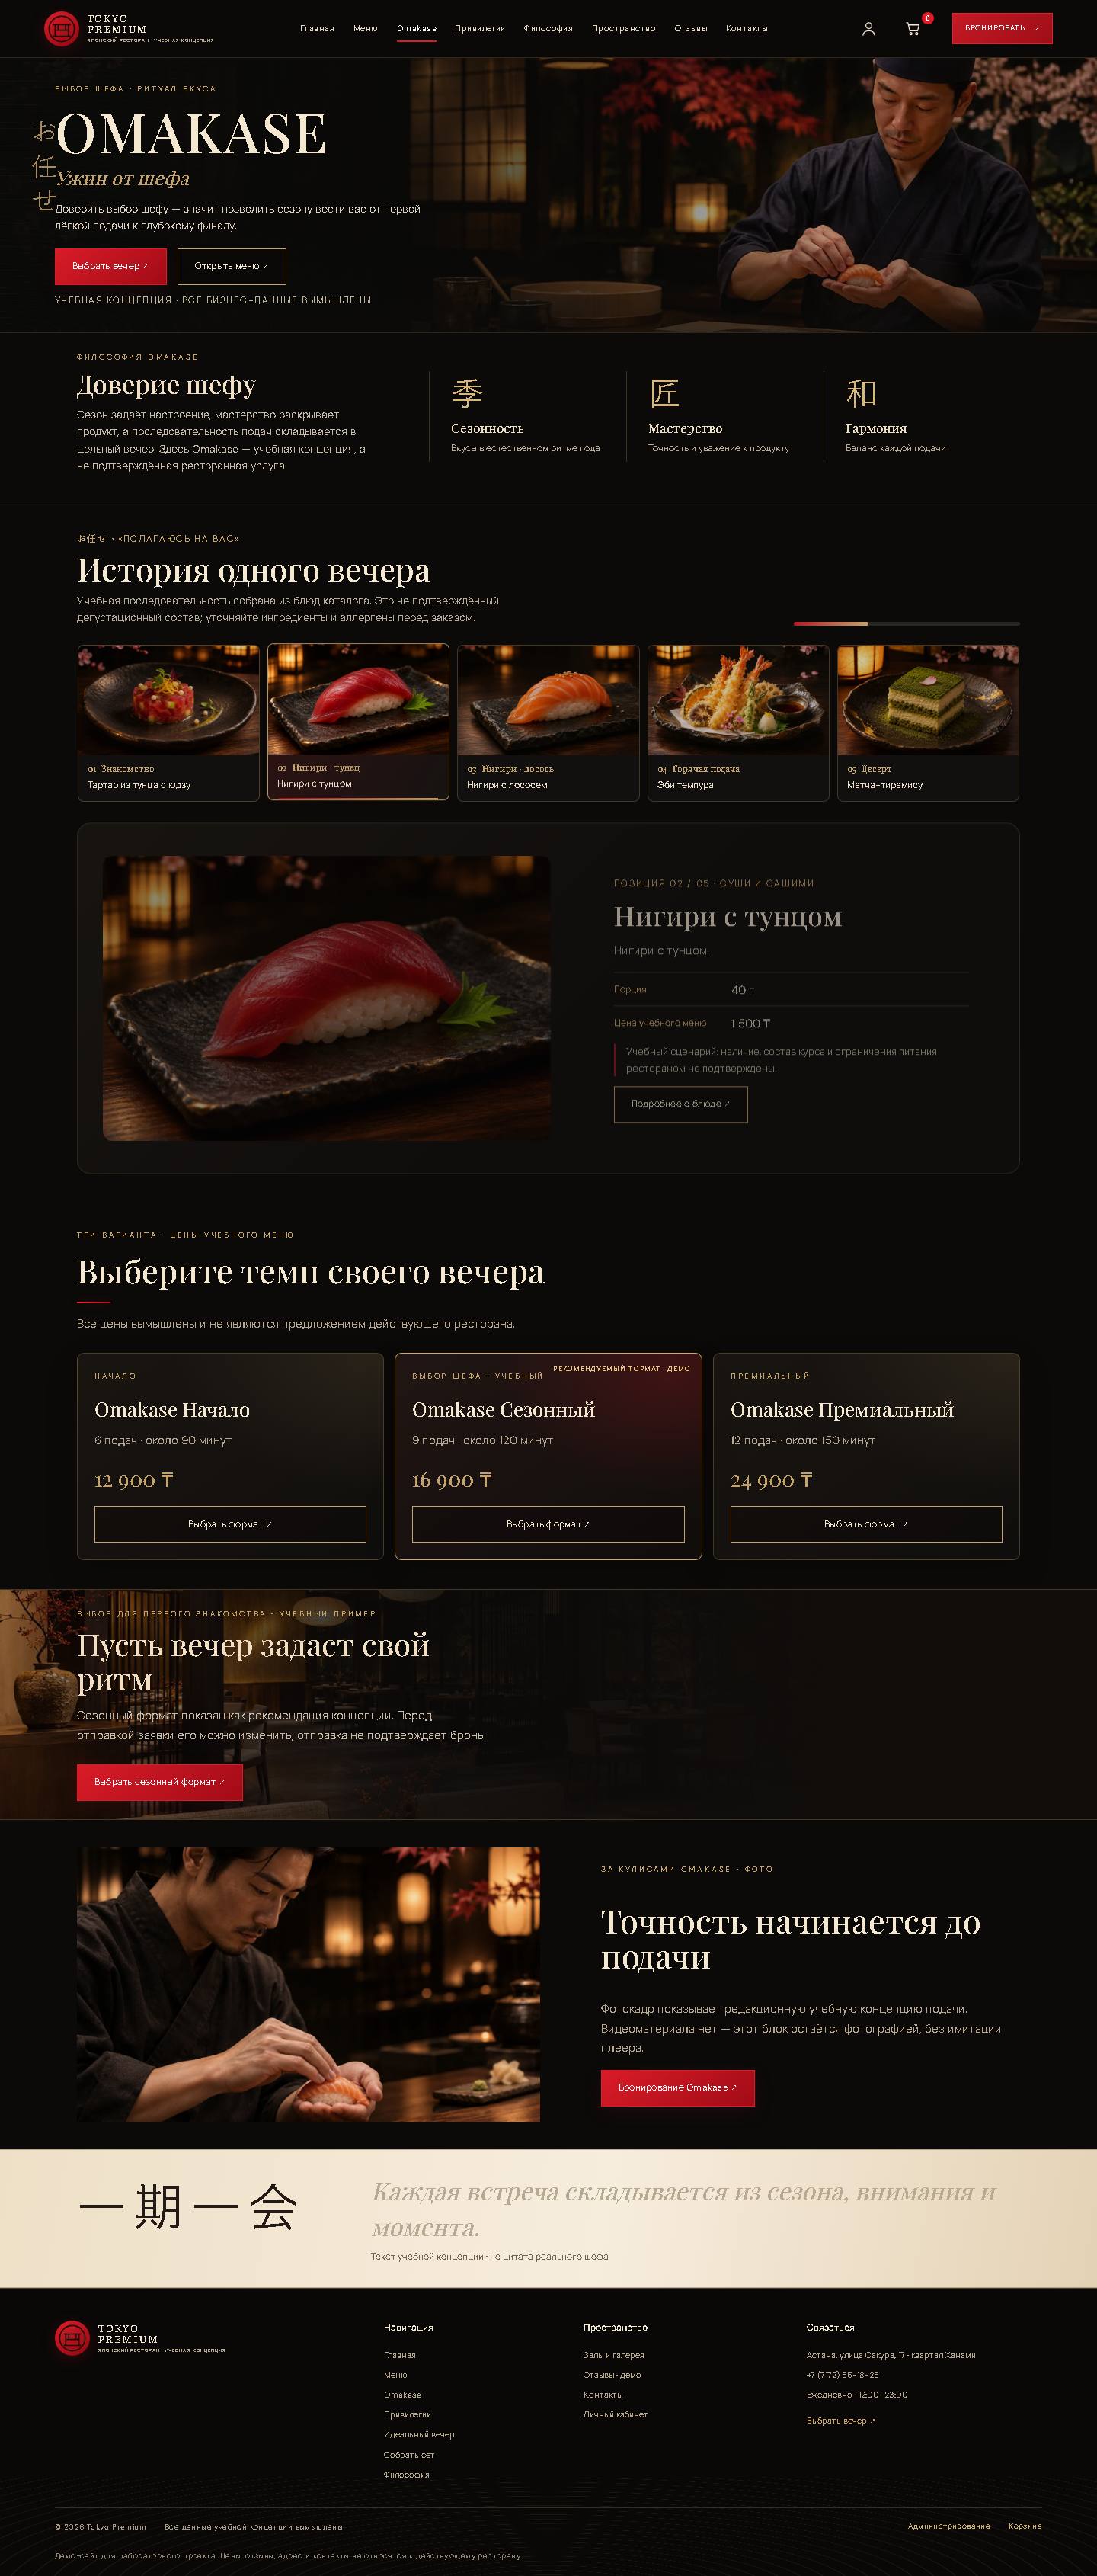 TOKYO
PREMIUM
ЯПОНСКИЙ РЕСТОРАН · УЧЕБНАЯ КОНЦЕПЦИЯ
Главная
Меню
Omakase
Привилегии
Философия
Пространство
Отзывы
Контакты
0
БРОНИРОВАТЬ ↗
ВЫБОР ШЕФА · РИТУАЛ ВКУСА
お任せ
OMAKASE
Ужин от шефа
Доверить выбор шефу — значит позволить сезону вести вас от первой
лёгкой подачи к глубокому финалу.
Выбрать вечер ↗
Открыть меню ↗
УЧЕБНАЯ КОНЦЕПЦИЯ · ВСЕ БИЗНЕС-ДАННЫЕ ВЫМЫШЛЕНЫ
ФИЛОСОФИЯ OMAKASE
Доверие шефу
Сезон задаёт настроение, мастерство раскрывает
продукт, а последовательность подач складывается в
цельный вечер. Здесь Omakase — учебная концепция, а
не подтверждённая ресторанная услуга.
季
Сезонность
Вкусы в естественном ритме года
匠
Мастерство
Точность и уважение к продукту
和
Гармония
Баланс каждой подачи
お任せ · «ПОЛАГАЮСЬ НА ВАС»
История одного вечера
Учебная последовательность собрана из блюд каталога. Это не подтверждённый
дегустационный состав; уточняйте ингредиенты и аллергены перед заказом.
01 Знакомство
Тартар из тунца с юдзу
02 Нигири · тунец
Нигири с тунцом
03 Нигири · лосось
Нигири с лососем
04 Горячая подача
Эби темпура
05 Десерт
Матча-тирамису
ПОЗИЦИЯ 02 / 05 · СУШИ И САШИМИ
Нигири с тунцом
Нигири с тунцом.
Порция 40 г
Цена учебного меню 1 500 ₸
Учебный сценарий: наличие, состав курса и ограничения питания
рестораном не подтверждены.
Подробнее о блюде ↗
ТРИ ВАРИАНТА · ЦЕНЫ УЧЕБНОГО МЕНЮ
Выберите темп своего вечера
Все цены вымышлены и не являются предложением действующего ресторана.
НАЧАЛО
Omakase Начало
6 подач · около 90 минут
12 900 ₸
Выбрать формат ↗
РЕКОМЕНДУЕМЫЙ ФОРМАТ · ДЕМО
ВЫБОР ШЕФА · УЧЕБНЫЙ
Omakase Сезонный
9 подач · около 120 минут
16 900 ₸
Выбрать формат ↗
ПРЕМИАЛЬНЫЙ
Omakase Премиальный
12 подач · около 150 минут
24 900 ₸
Выбрать формат ↗
ВЫБОР ДЛЯ ПЕРВОГО ЗНАКОМСТВА · УЧЕБНЫЙ ПРИМЕР
Пусть вечер задаст свой
ритм
Сезонный формат показан как рекомендация концепции. Перед
отправкой заявки его можно изменить; отправка не подтверждает бронь.
Выбрать сезонный формат ↗
ЗА КУЛИСАМИ OMAKASE · ФОТО
Точность начинается до
подачи
Фотокадр показывает редакционную учебную концепцию подачи.
Видеоматериала нет — этот блок остаётся фотографией, без имитации
плеера.
Бронирование Omakase ↗
一期一会
Каждая встреча складывается из сезона, внимания и
момента.
Текст учебной концепции · не цитата реального шефа
TOKYO
PREMIUM
ЯПОНСКИЙ РЕСТОРАН · УЧЕБНАЯ КОНЦЕПЦИЯ
Навигация
Главная
Меню
Omakase
Привилегии
Идеальный вечер
Собрать сет
Философия
Пространство
Залы и галерея
Отзывы · демо
Контакты
Личный кабинет
Связаться
Астана, улица Сакура, 17 · квартал Ханами
+7 (7172) 55-18-26
Ежедневно · 12:00–23:00
Выбрать вечер ↗
© 2026 Tokyo Premium
Все данные учебной концепции вымышлены
Администрирование
Корзина
Демо-сайт для лабораторного проекта. Цены, отзывы, адрес и контакты не относятся к действующему ресторану.